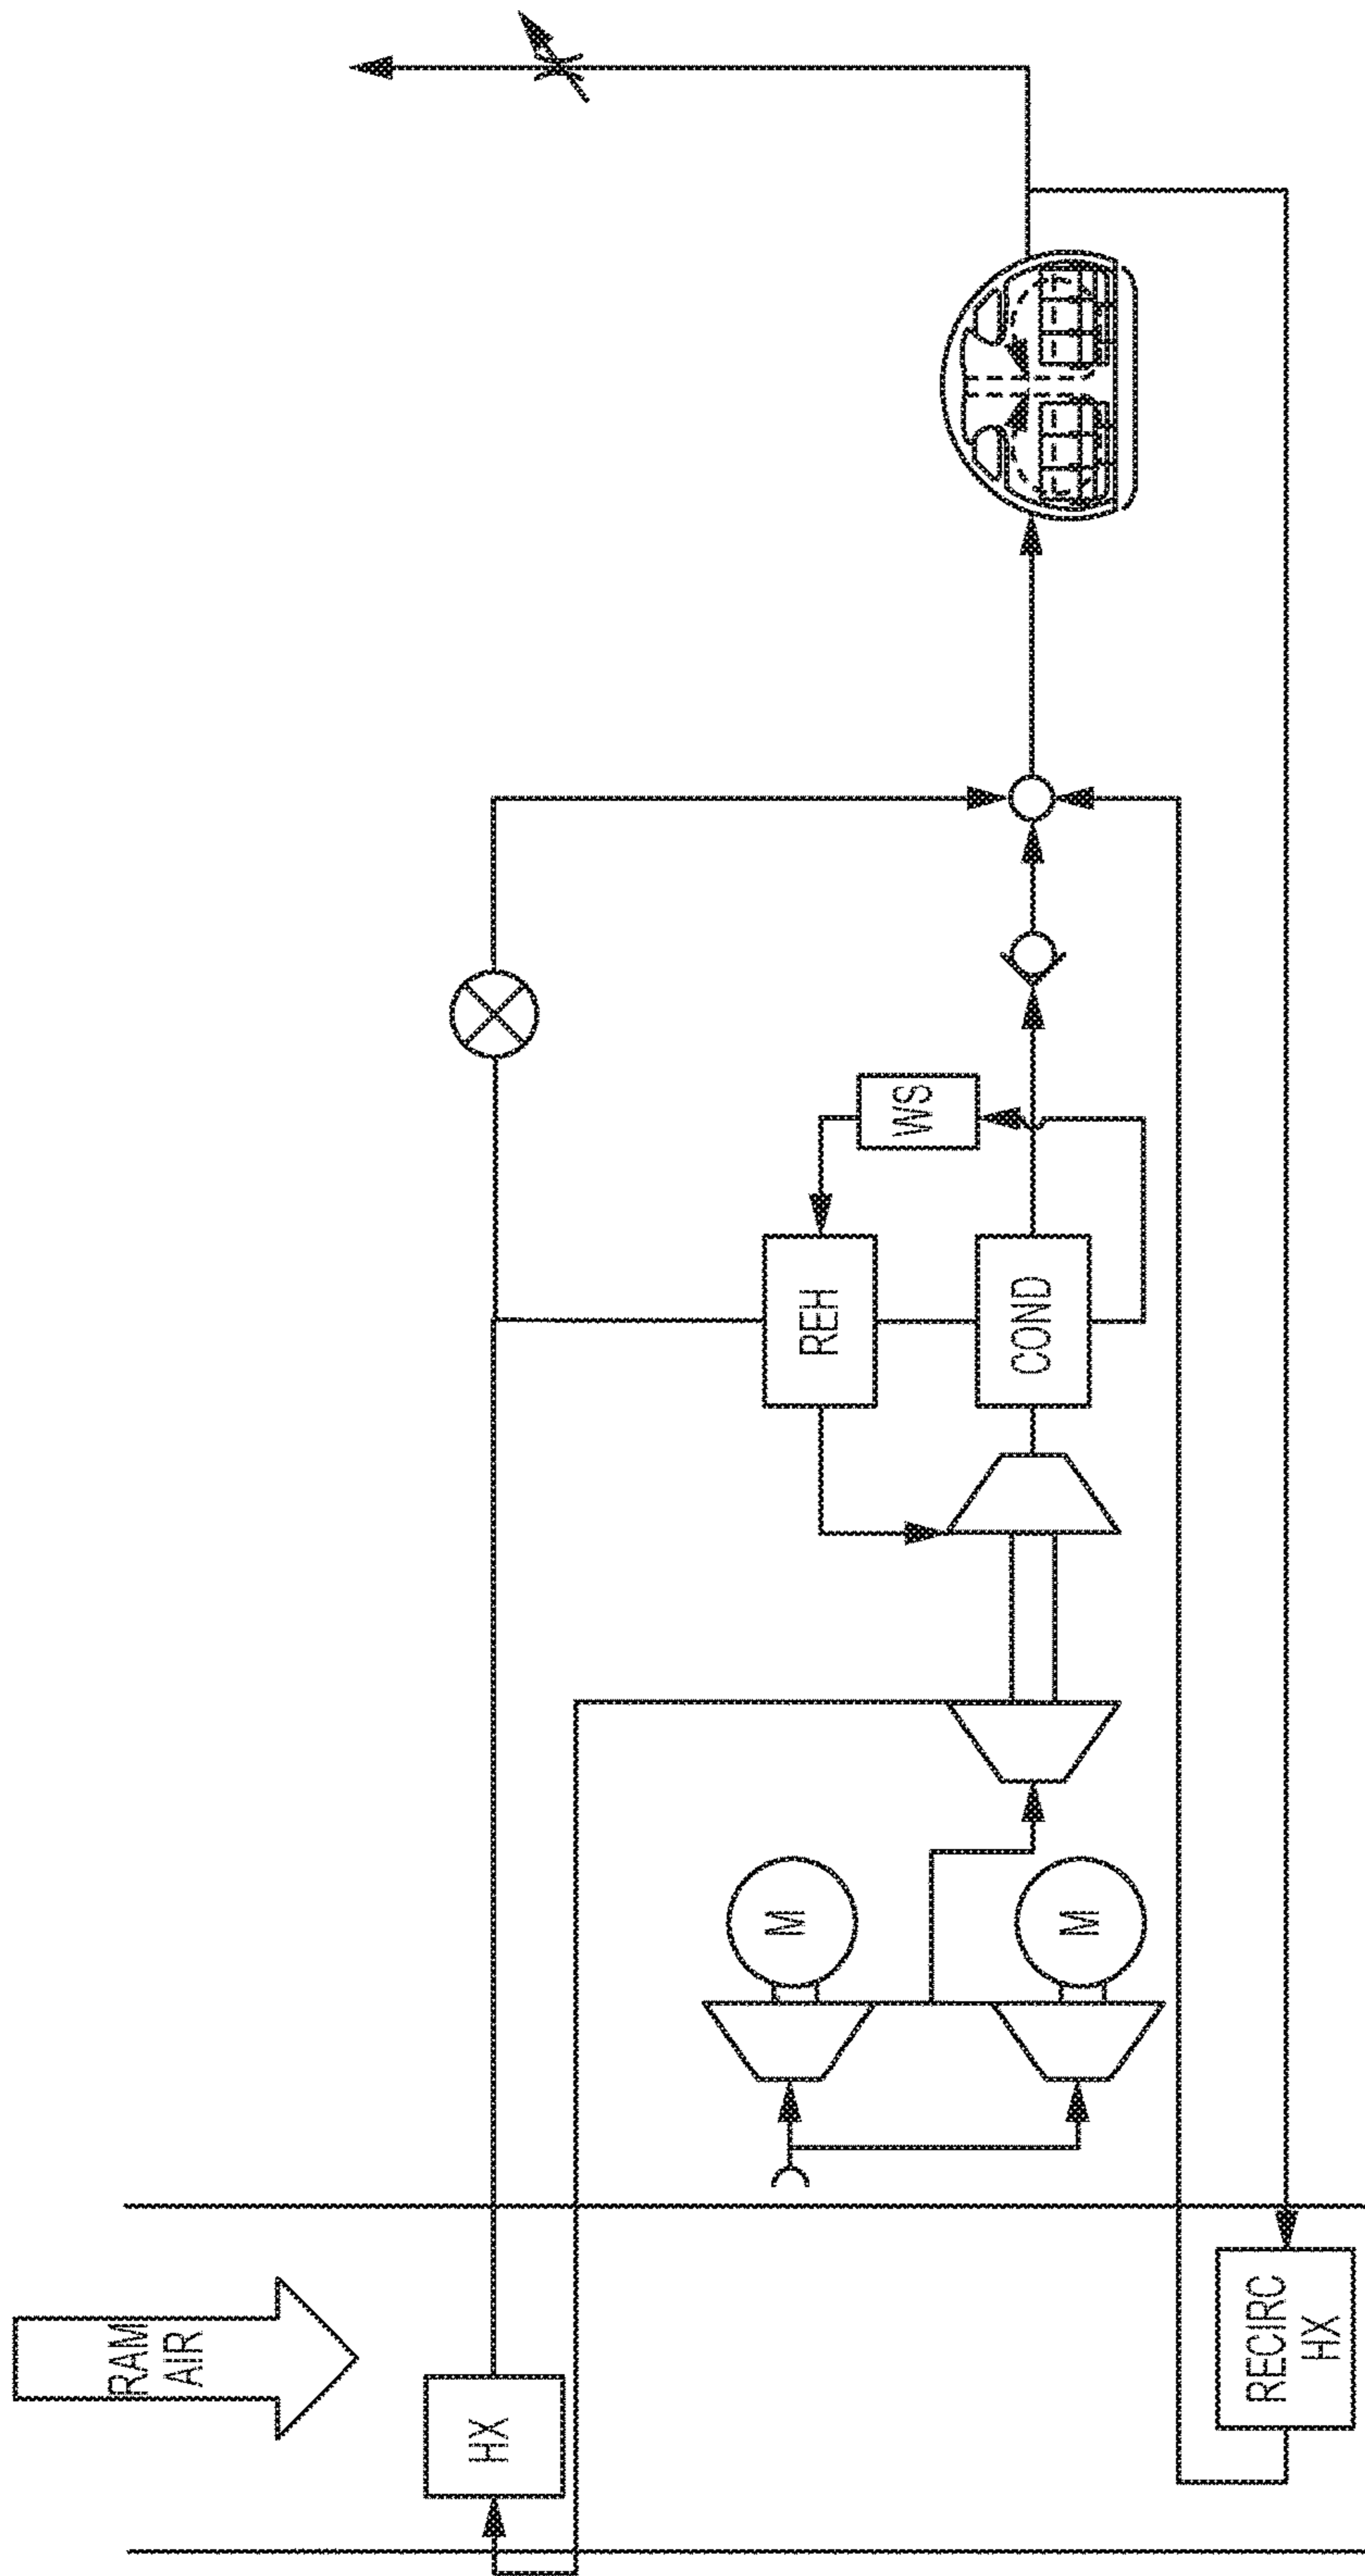 RAM
AIR
HX
M
M
REH
COND
WS
RECIRC
HX